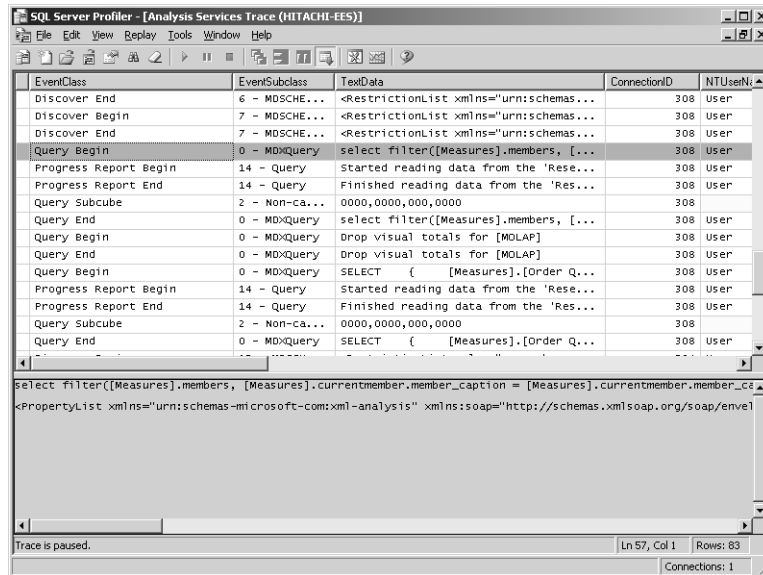 SQL Server Profiler - [Analysis Services Trace (HITACHI-EES)]
File Edit View Replay Tools Window Help
EventClass EventSubclass TextData ConnectionID NTUserNa
Discover End 6 - MDSCHE... <RestrictionList xmlns="urn:schemas... 308 User
Discover Begin 7 - MDSCHE... <RestrictionList xmlns="urn:schemas... 308 User
Discover End 7 - MDSCHE... <RestrictionList xmlns="urn:schemas... 308 User
Query Begin 0 - MDXQuery select filter([Measures].members, [... 308 User
Progress Report Begin 14 - Query Started reading data from the 'Rese... 308 User
Progress Report End 14 - Query Finished reading data from the 'Res... 308 User
Query Subcube 2 - Non-ca... 0000,0000,000,0000 308
Query End 0 - MDXQuery select filter([Measures].members, [... 308 User
Query Begin 0 - MDXQuery Drop visual totals for [MOLAP] 308 User
Query End 0 - MDXQuery Drop visual totals for [MOLAP] 308 User
Query Begin 0 - MDXQuery SELECT { [Measures].[Order Q... 308 User
Progress Report Begin 14 - Query Started reading data from the 'Rese... 308 User
Progress Report End 14 - Query Finished reading data from the 'Res... 308 User
Query Subcube 2 - Non-ca... 0000,0000,000,0000 308
Query End 0 - MDXQuery SELECT { [Measures].[Order Q... 308 User
select filter([Measures].members, [Measures].currentmember.member_caption = [Measures].currentmember.member_ca
<PropertyList xmlns="urn:schemas-microsoft-com:xml-analysis" xmlns:soap="http://schemas.xmlsoap.org/soap/envel
Trace is paused. Ln 57, Col 1 Rows: 83
Connections: 1